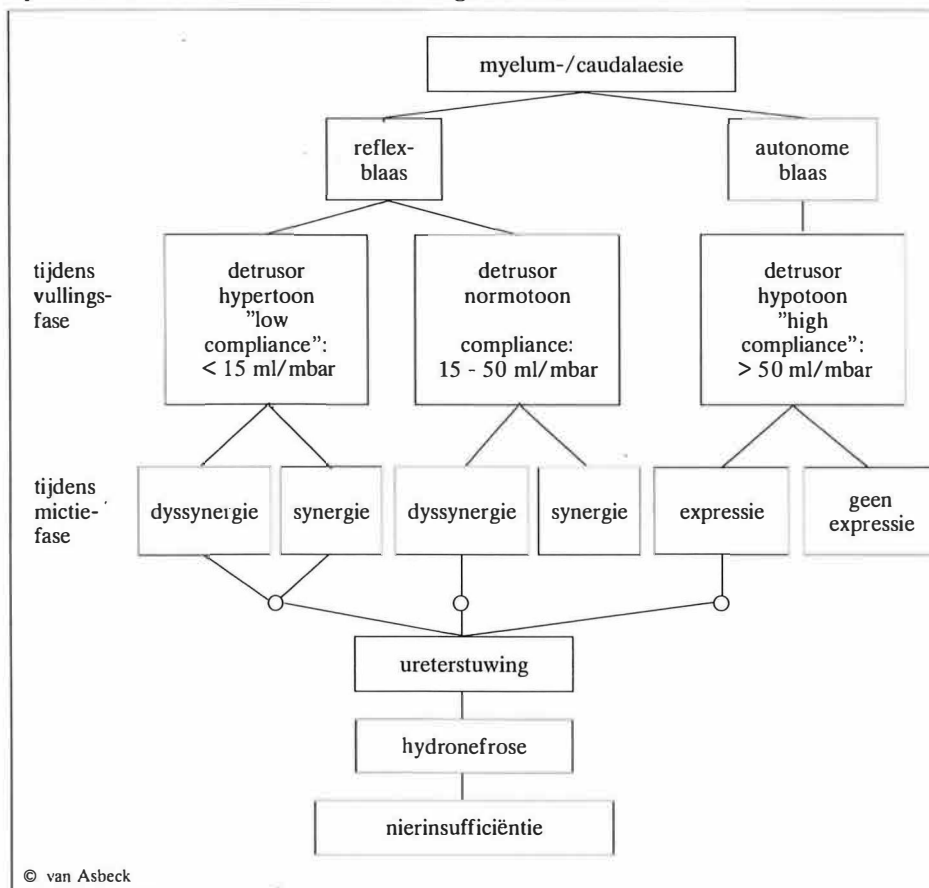 myelum-/caudalaesie
reflex-
blaas
autonome
blaas
tijdens
vullings-
fase
detrusor
hypertoon
"low
compliance":
< 15 ml/mbar
detrusor
normotoon
compliance:
15 - 50 ml/mbar
detrusor
hypotoon
"high
compliance":
> 50 ml/mbar
tijdens
mictie-
fase
dyssynergie
synergie
dyssynergie
synergie
expressie
geen
expressie
ureterstuwing
hydronefrose
nierinsufficiëntie
© van Asbeck